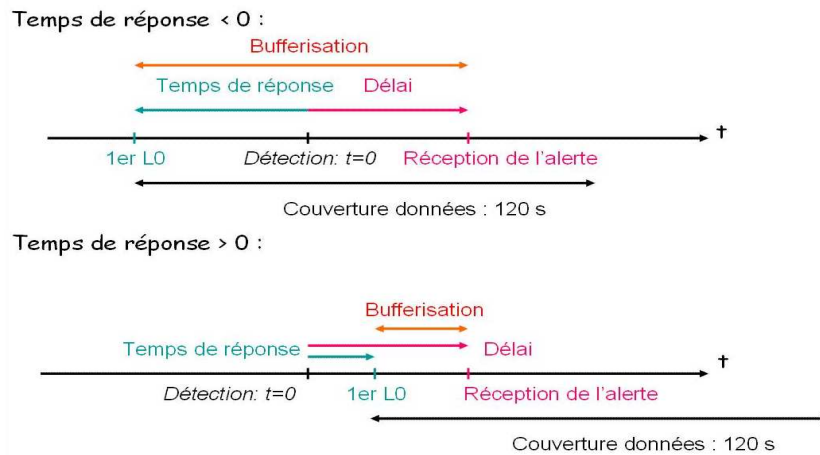 Temps de réponse < 0 :
Bufferisation
Temps de réponse Délai
t
1er L0 Détection: t=0 Réception de l'alerte
Couverture données : 120 s
Temps de réponse > 0 :
Bufferisation
Temps de réponse Délai
t
Détection: t=0 1er L0 Réception de l'alerte
Couverture données : 120 s